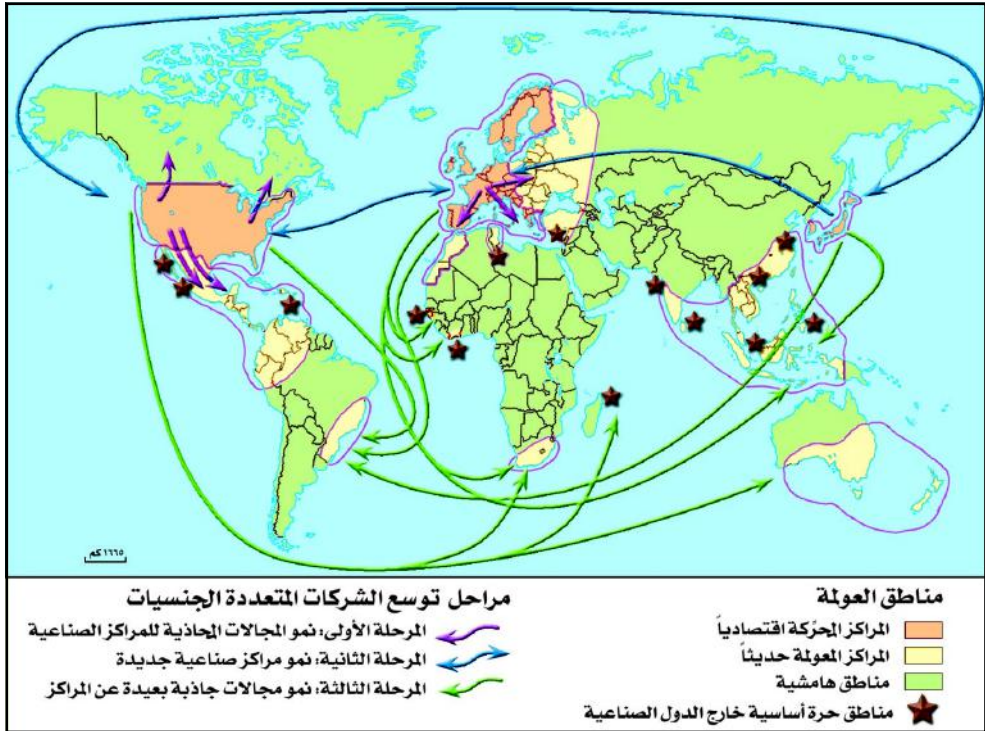 ١٦٦٥ كم
مناطق العولمة
المراكز المحركة اقتصادياً
المراكز المعولمة حديثاً
مناطق هامشية
مناطق حرة أساسية خارج الدول الصناعية
مراحل توسع الشركات المتعددة الجنسيات
المرحلة الأولى: نمو المجالات المحاذية للمراكز الصناعية
المرحلة الثانية: نمو مراكز صناعية جديدة
المرحلة الثالثة: نمو مجالات جاذبة بعيدة عن المراكز